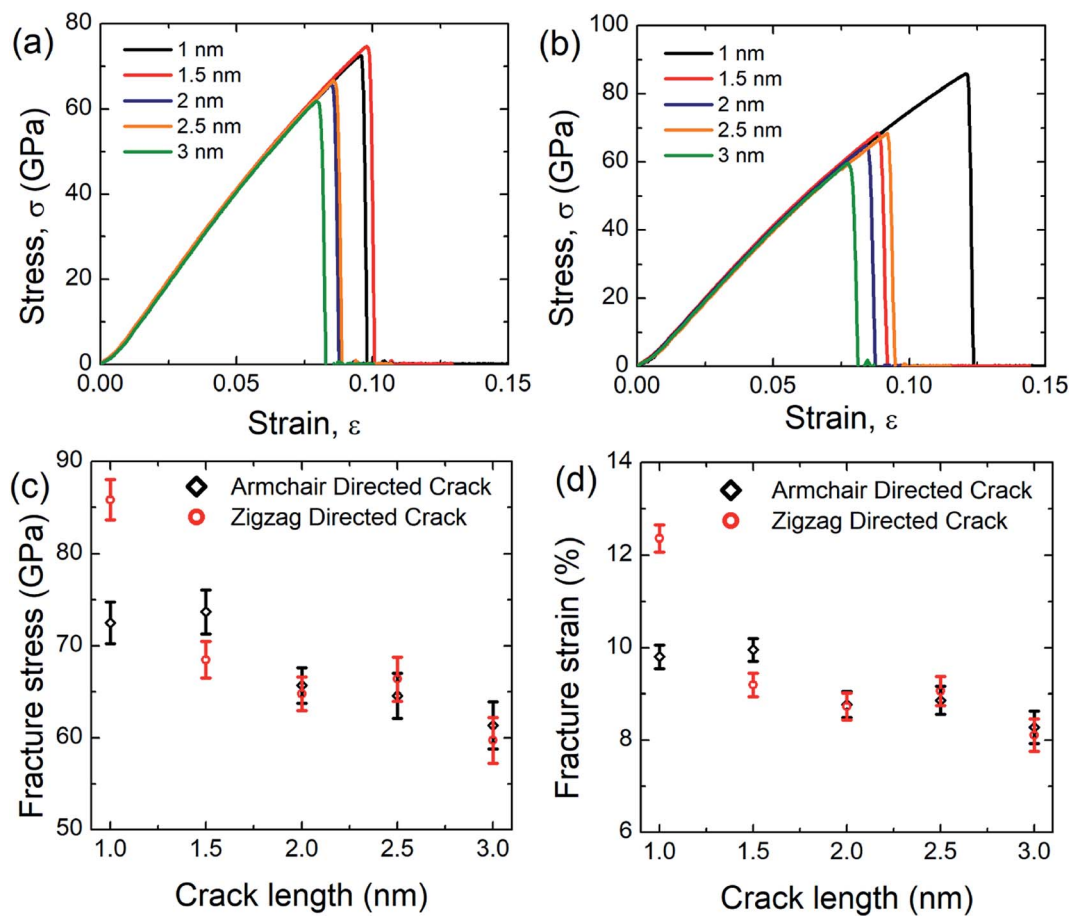 (a)
80
60
40
20
0
0.00 0.05 0.10 0.15
Stress, σ (GPa)
Strain, ε
1 nm
1.5 nm
2 nm
2.5 nm
3 nm
(b)
100
80
60
40
20
0
0.00 0.05 0.10 0.15
Stress, σ (GPa)
Strain, ε
1 nm
1.5 nm
2 nm
2.5 nm
3 nm
(c)
90
80
70
60
50
1.0 1.5 2.0 2.5 3.0
Fracture stress (GPa)
Crack length (nm)
Armchair Directed Crack
Zigzag Directed Crack
(d)
14
12
10
8
6
1.0 1.5 2.0 2.5 3.0
Fracture strain (%)
Crack length (nm)
Armchair Directed Crack
Zigzag Directed Crack